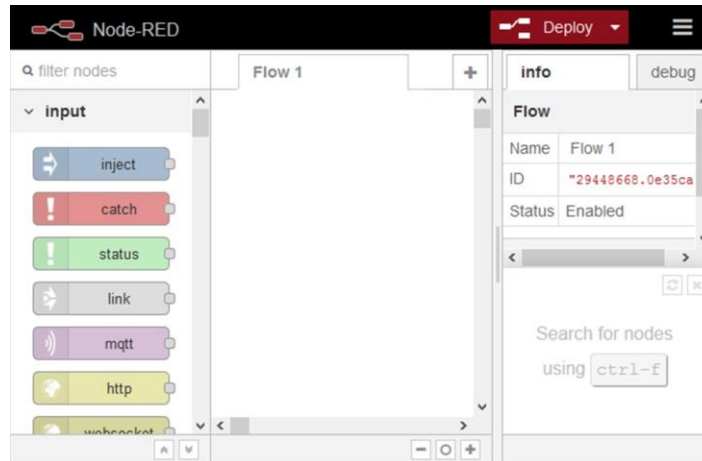 Node-RED
Deploy
filter nodes
Flow 1
info
debug
input
inject
catch
status
link
mqtt
http
websocket
Flow
Name Flow 1
ID "29448668.0e35ca
Status Enabled
Search for nodes
using ctrl-f